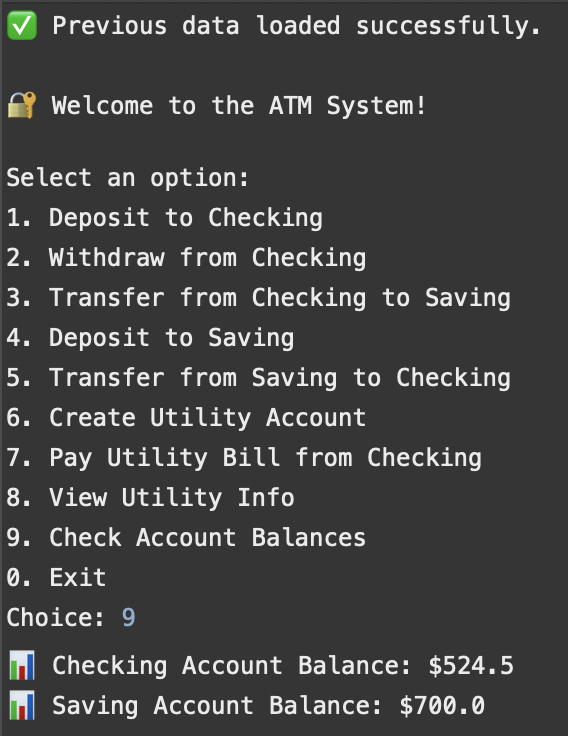 ✅ Previous data loaded successfully.
🔐 Welcome to the ATM System!
Select an option:
1. Deposit to Checking
2. Withdraw from Checking
3. Transfer from Checking to Saving
4. Deposit to Saving
5. Transfer from Saving to Checking
6. Create Utility Account
7. Pay Utility Bill from Checking
8. View Utility Info
9. Check Account Balances
0. Exit
Choice: 9
📊 Checking Account Balance: $524.5
📊 Saving Account Balance: $700.0